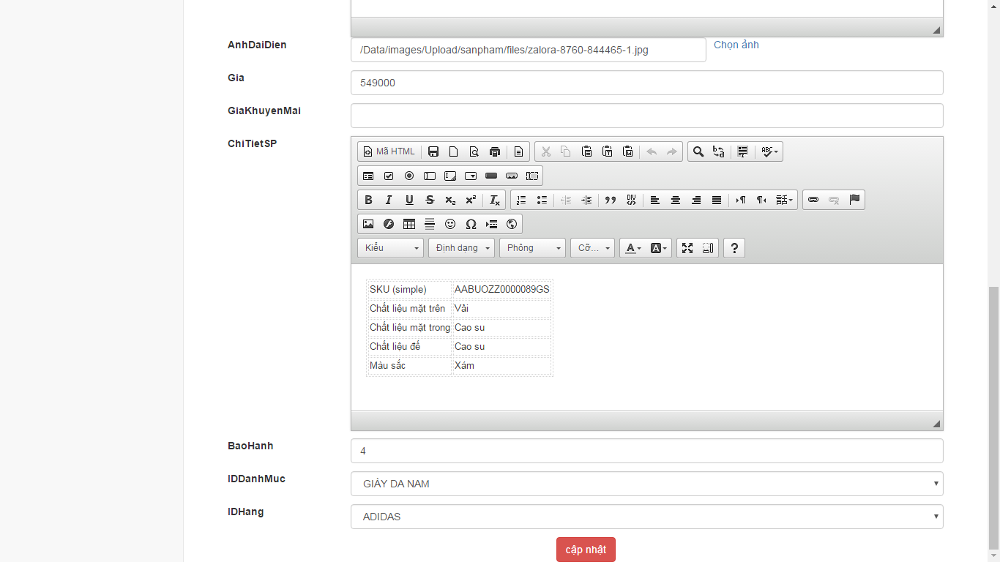 AnhDaiDien
/Data/images/Upload/sanpham/files/zalora-8760-844465-1.jpg Chọn ảnh
Gia
549000
GiaKhuyenMai
ChiTietSP
Mã HTML
Kiểu Định dạng Phông Cỡ...
SKU (simple) AABUOZZ0000089GS
Chất liệu mặt trên Vải
Chất liệu mặt trong Cao su
Chất liệu đế Cao su
Màu sắc Xám
BaoHanh
4
IDDanhMuc
GIẦY DA NAM
IDHang
ADIDAS
cập nhật